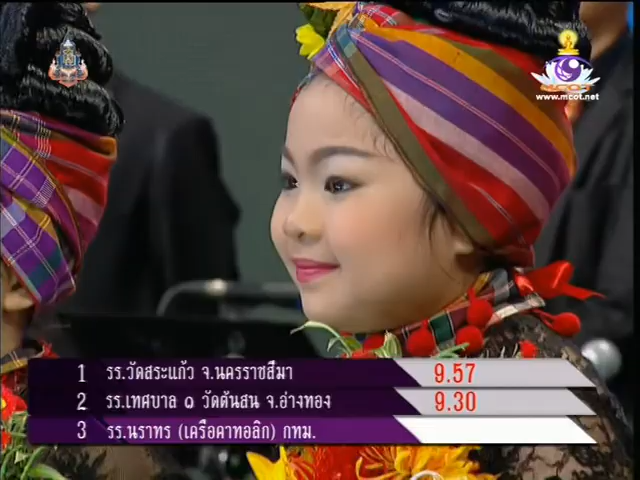 www.mcot.net
1 รร.วัดสระแก้ว จ.นครราชสีมา 9.57
2 รร.เทศบาล ๑ วัดต้นสน จ.อ่างทอง 9.30
3 รร.นราทร (เครือคาทอลิก) กทม.